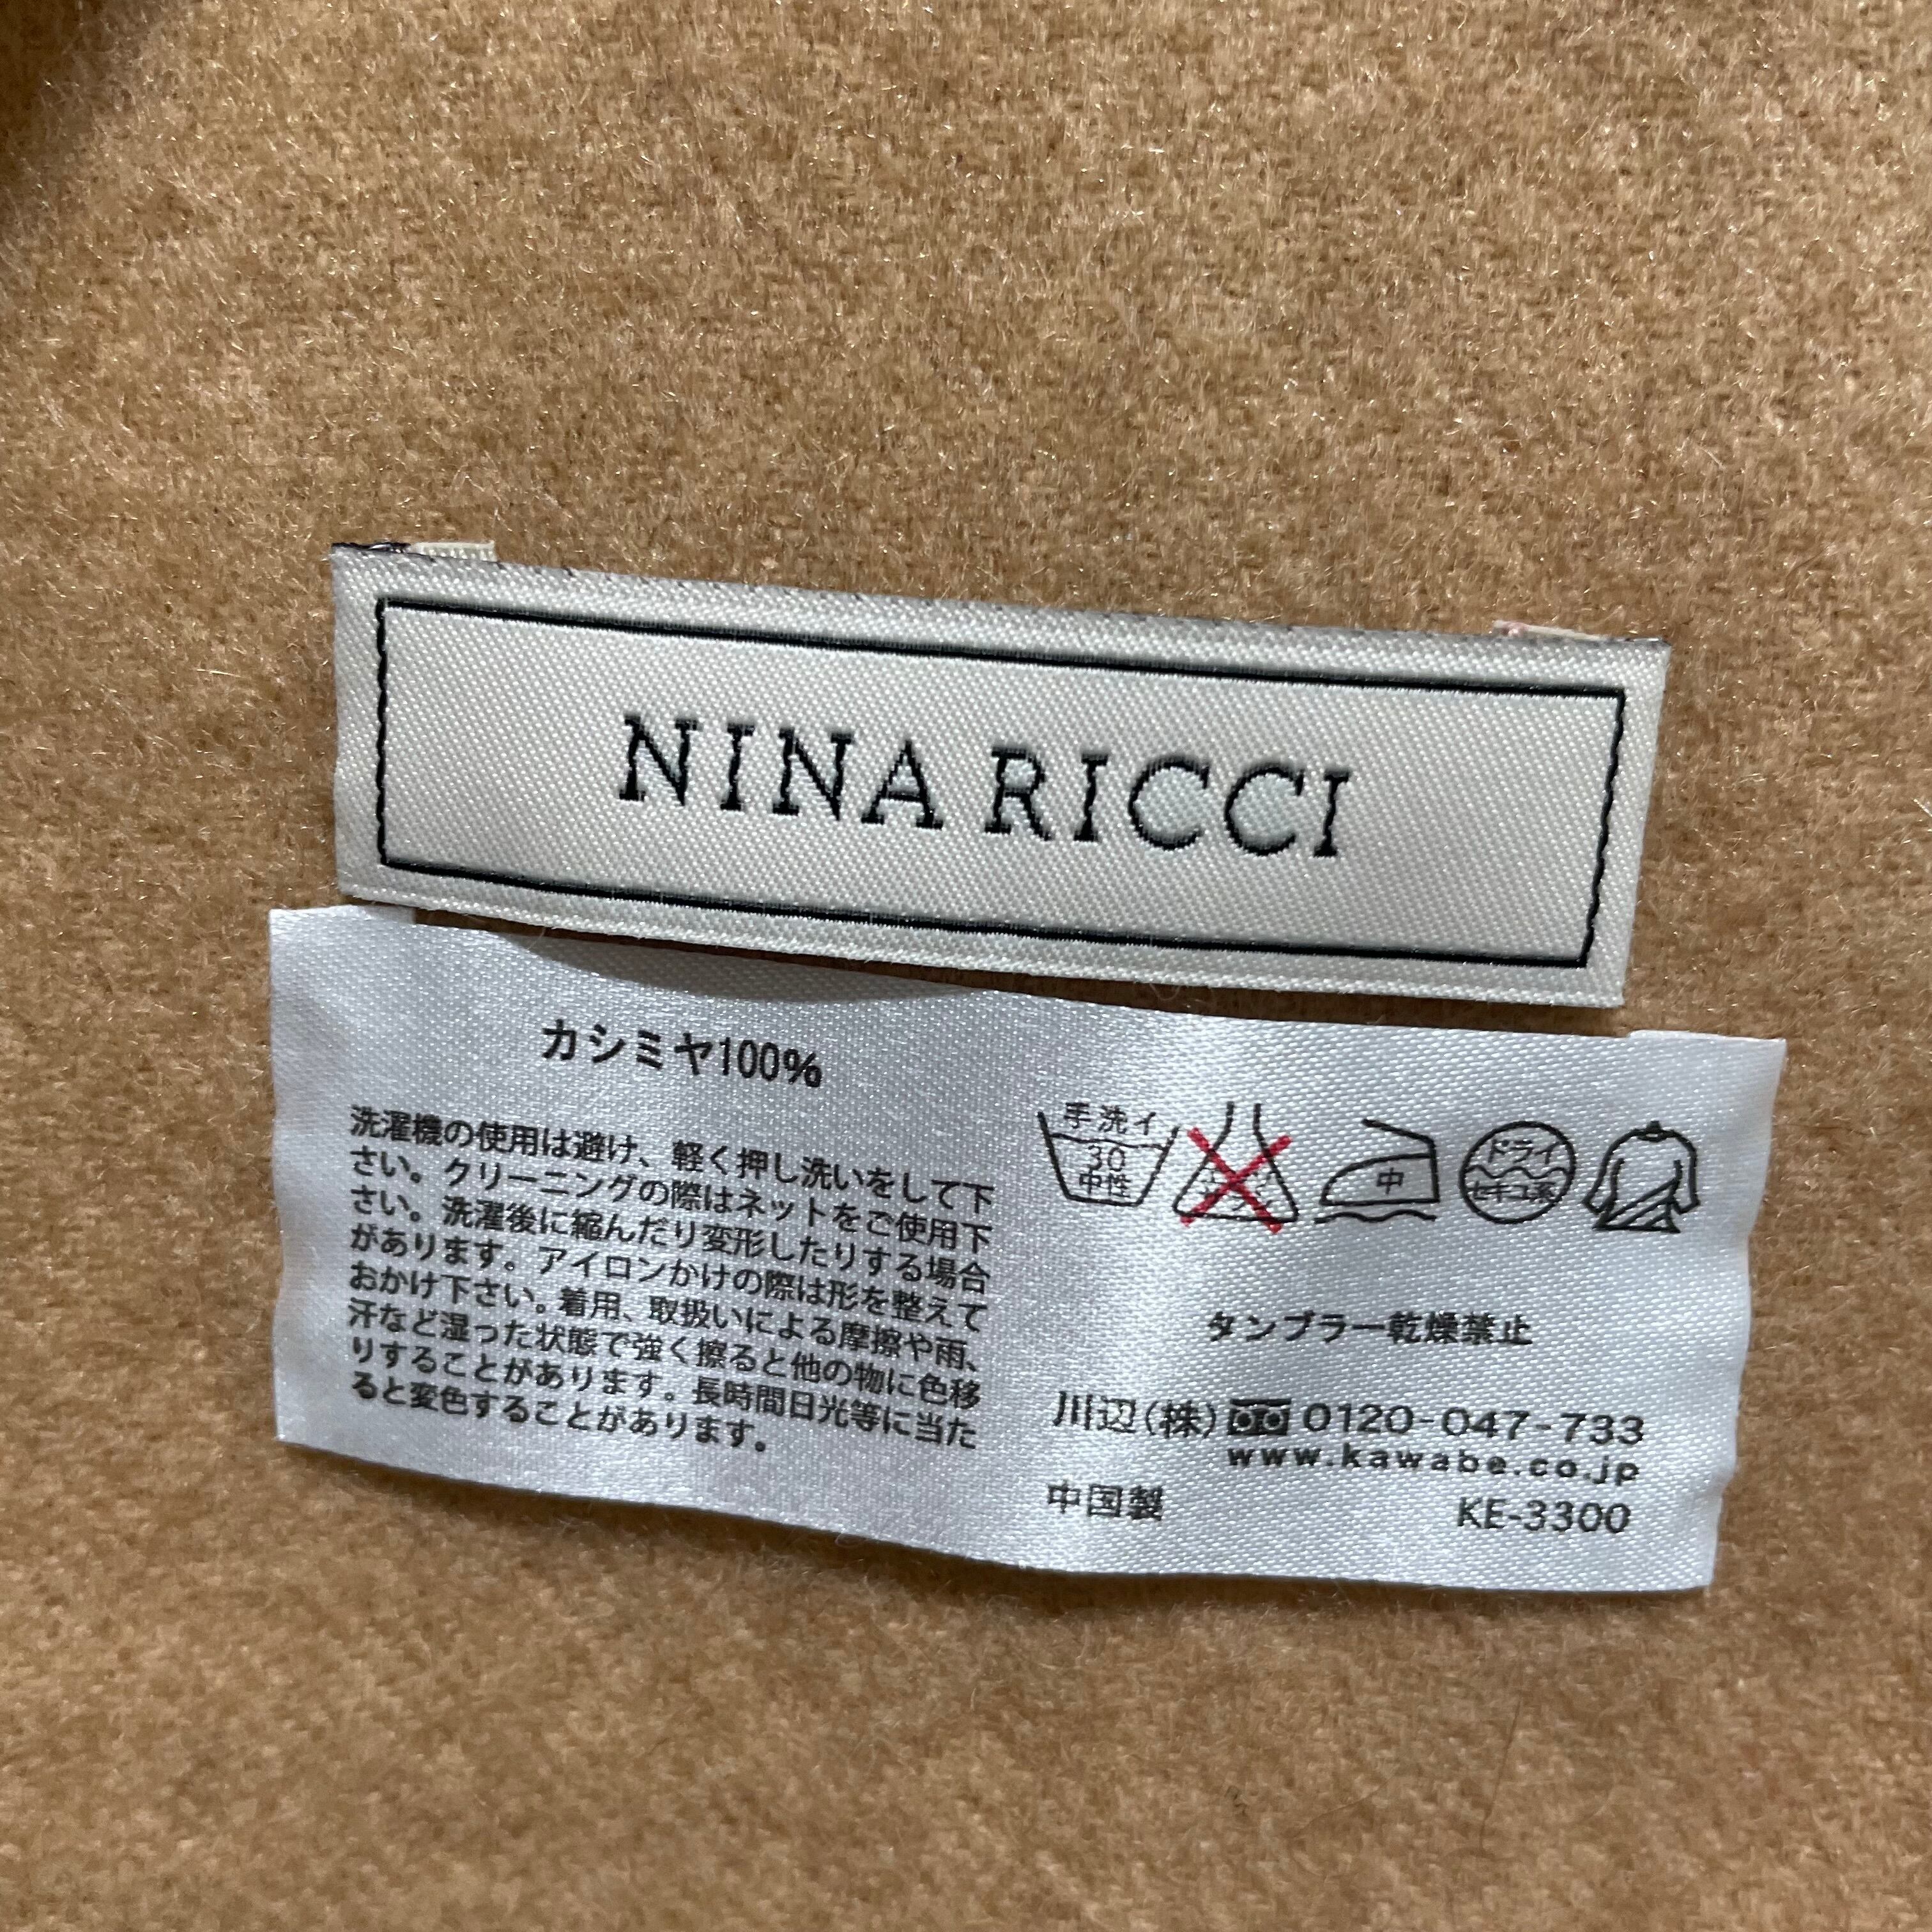 NINA RICCI
カシミヤ100%
洗濯機の使用は避け、軽く押し洗いをして下
さい。クリーニングの際はネットをご使用下
さい。洗濯後に縮んだり変形したりする場合
があります。アイロンかけの際は形を整えて
おかけ下さい。着用、取扱いによる摩擦や雨、
汗など湿った状態で強く擦ると他の物に色移
りすることがあります。長時間日光等に当た
ると変色することがあります。
手洗イ
30
中性
中
ドライ
セキユ系
タンブラー乾燥禁止
川辺(株) 0120-047-733
www.kawabe.co.jp
中国製 KE-3300